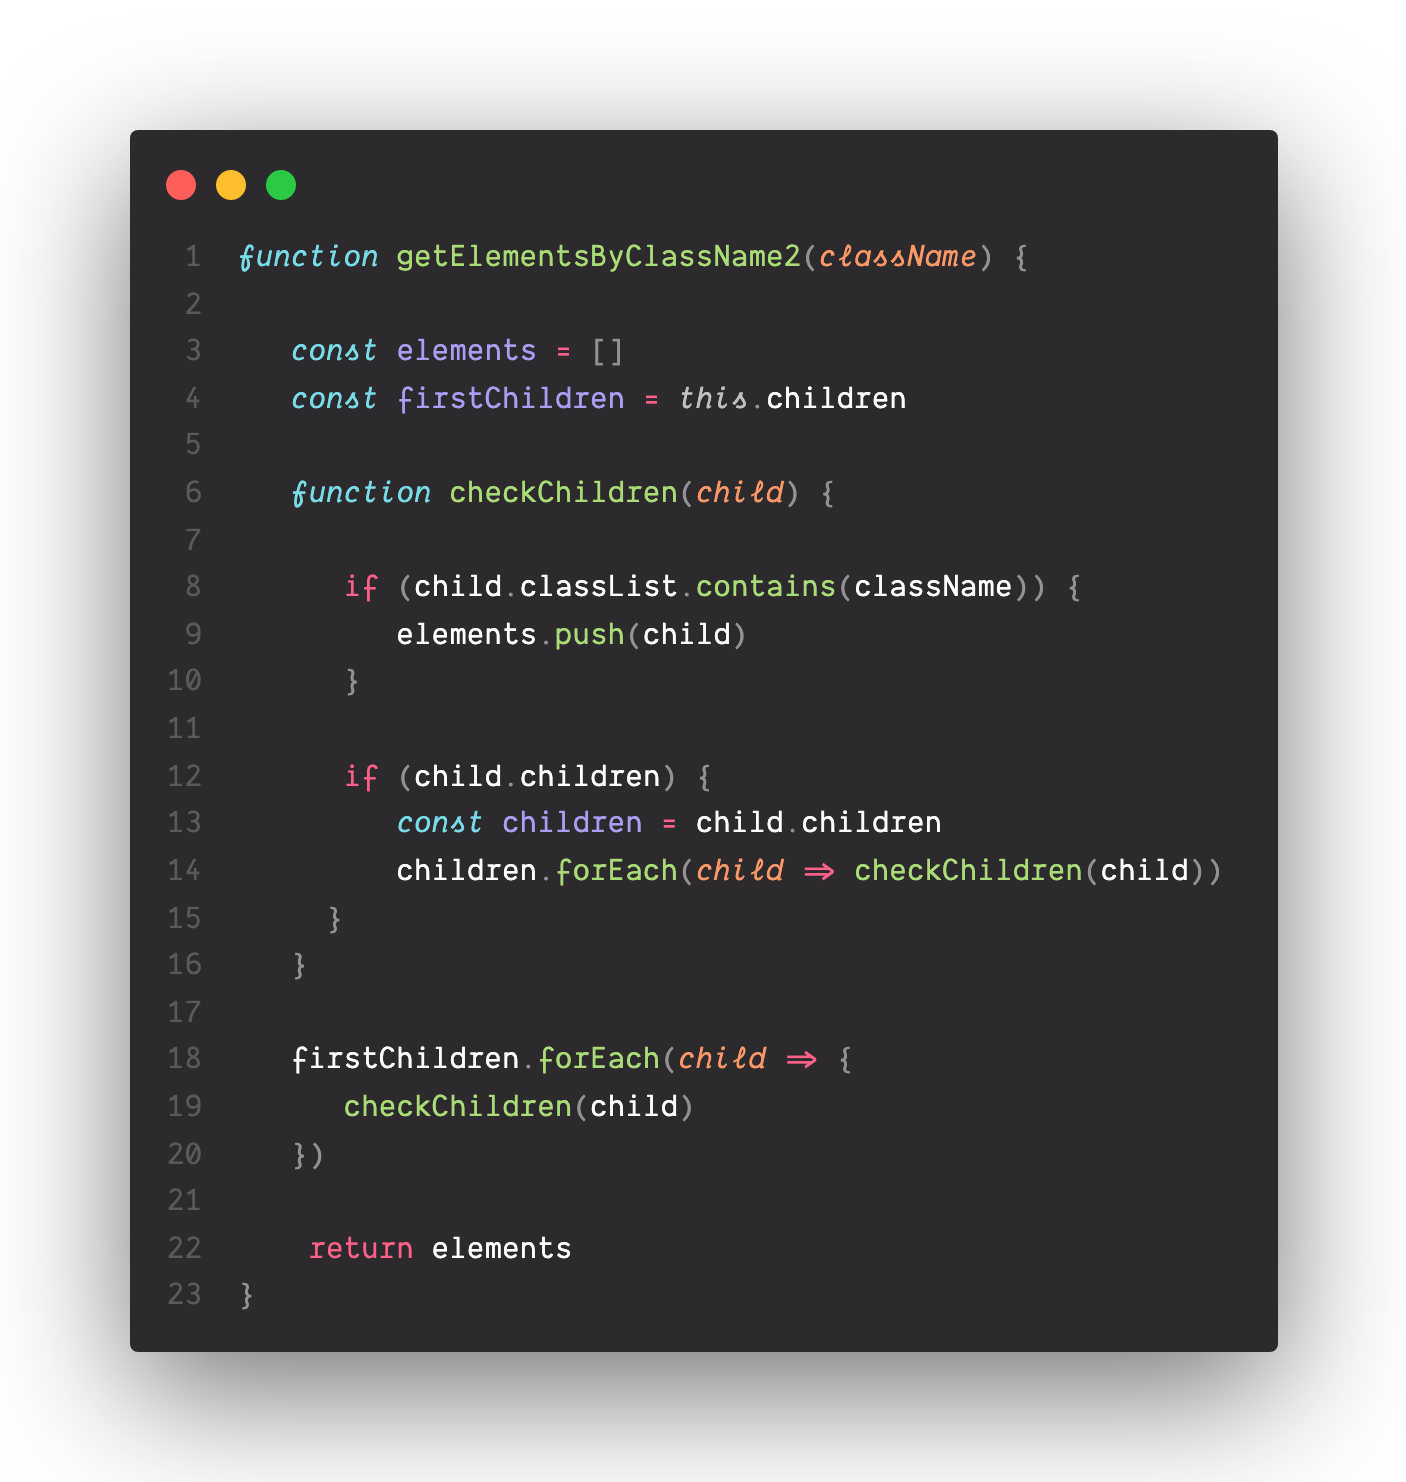 1 function getElementsByClassName2(className) {
2
3 const elements = []
4 const firstChildren = this.children
5
6 function checkChildren(child) {
7
8 if (child.classList.contains(className)) {
9 elements.push(child)
10 }
11
12 if (child.children) {
13 const children = child.children
14 children.forEach(child => checkChildren(child))
15 }
16 }
17
18 firstChildren.forEach(child => {
19 checkChildren(child)
20 })
21
22 return elements
23 }